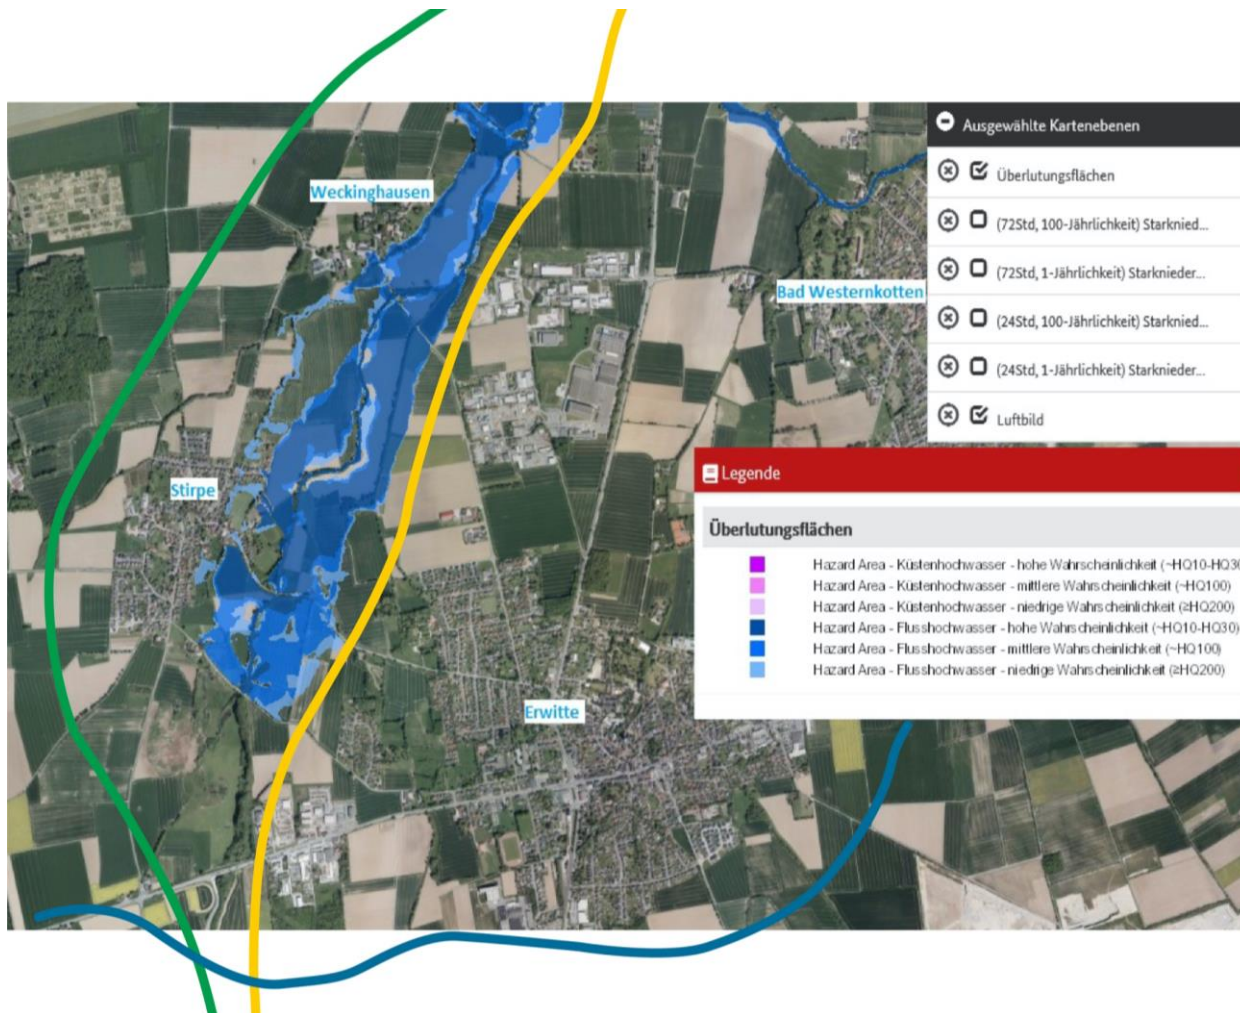 Ausgewählte Kartenebenen
Weckinghausen
Überlutungsflächen
(72Std, 100-Jährlichkeit) Starknied...
(72Std, 1-Jährlichkeit) Starknieder...
Bad Westernkotten
(24Std, 100-Jährlichkeit) Starknied...
(24Std, 1-Jährlichkeit) Starknieder...
Luftbild
Legende
Stirpe
Überlutungsflächen
Hazard Area - Küstenhochwasser - hohe Wahrscheinlichkeit (~HQ10-HQ30
Hazard Area - Küstenhochwasser - mittlere Wahrscheinlichkeit (~HQ100)
Hazard Area - Küstenhochwasser - niedrige Wahrscheinlichkeit (≥HQ200)
Hazard Area - Flusshochwasser - hohe Wahrscheinlichkeit (~HQ10-HQ30)
Hazard Area - Flusshochwasser - mittlere Wahrscheinlichkeit (~HQ100)
Hazard Area - Flusshochwasser - niedrige Wahrscheinlichkeit (≥HQ200)
Erwitte